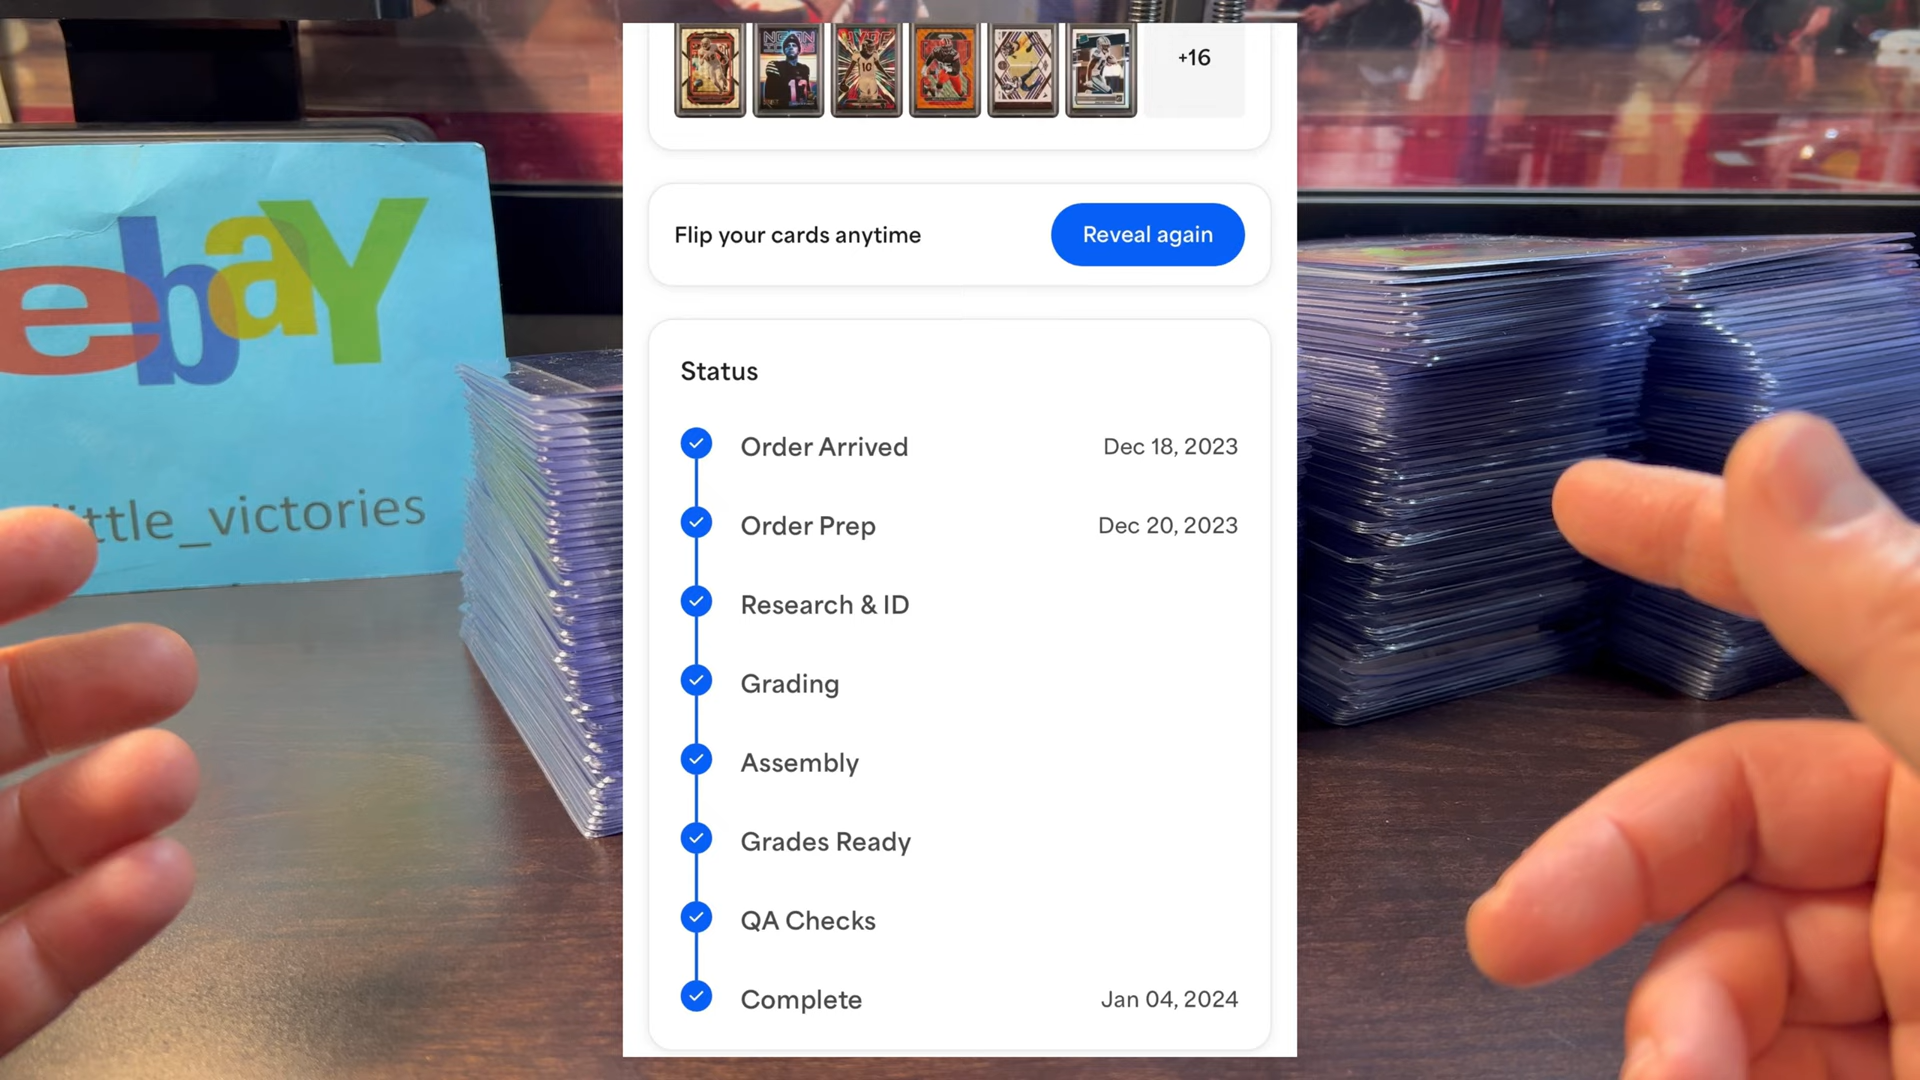 +16
Flip your cards anytime
Reveal again
Status
Order Arrived
Dec 18, 2023
Order Prep
Dec 20, 2023
Research & ID
Grading
Assembly
Grades Ready
QA Checks
Complete
Jan 04, 2024
ebaY
ittle_victories